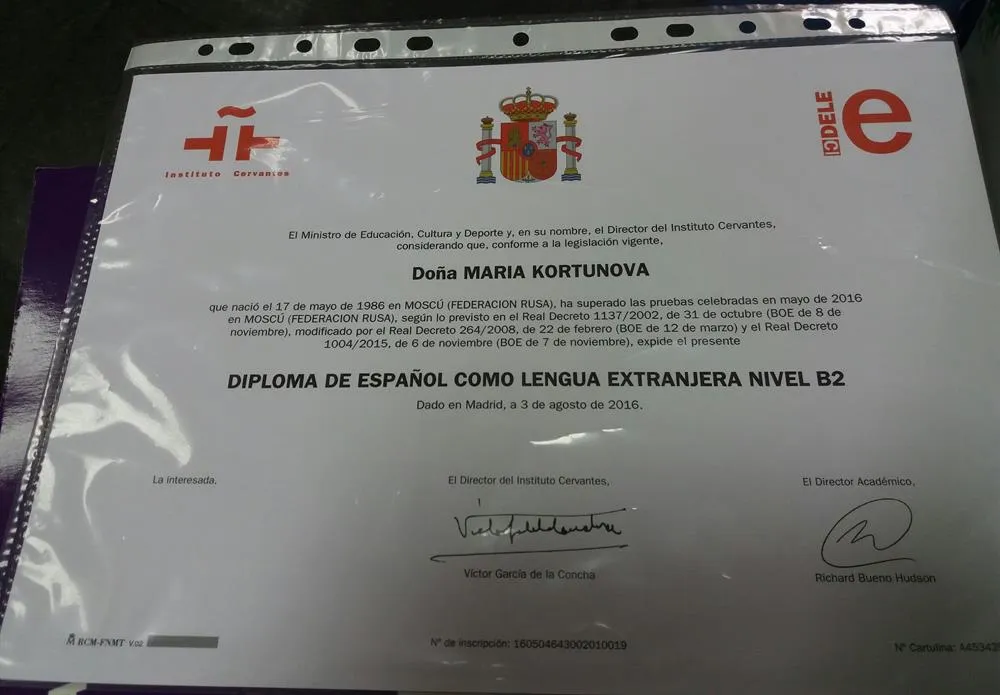 Instituto Cervantes
DELE
e
El Ministro de Educación, Cultura y Deporte y, en su nombre, el Director del Instituto Cervantes,
considerando que, conforme a la legislación vigente,
Doña MARIA KORTUNOVA
que nació el 17 de mayo de 1986 en MOSCÚ (FEDERACION RUSA), ha superado las pruebas celebradas en mayo de 2016
en MOSCÚ (FEDERACION RUSA), según lo previsto en el Real Decreto 1137/2002, de 31 de octubre (BOE de 8 de
noviembre), modificado por el Real Decreto 264/2008, de 22 de febrero (BOE de 12 de marzo) y el Real Decreto
1004/2015, de 6 de noviembre (BOE de 7 de noviembre), expide el presente
DIPLOMA DE ESPAÑOL COMO LENGUA EXTRANJERA NIVEL B2
Dado en Madrid, a 3 de agosto de 2016.
La interesada,
El Director del Instituto Cervantes,
El Director Académico,
Víctor García de la Concha
Richard Bueno Hudson
RCM-FNMT V.02
Nº de inscripción: 160504643002010019
Nº Cartulina: